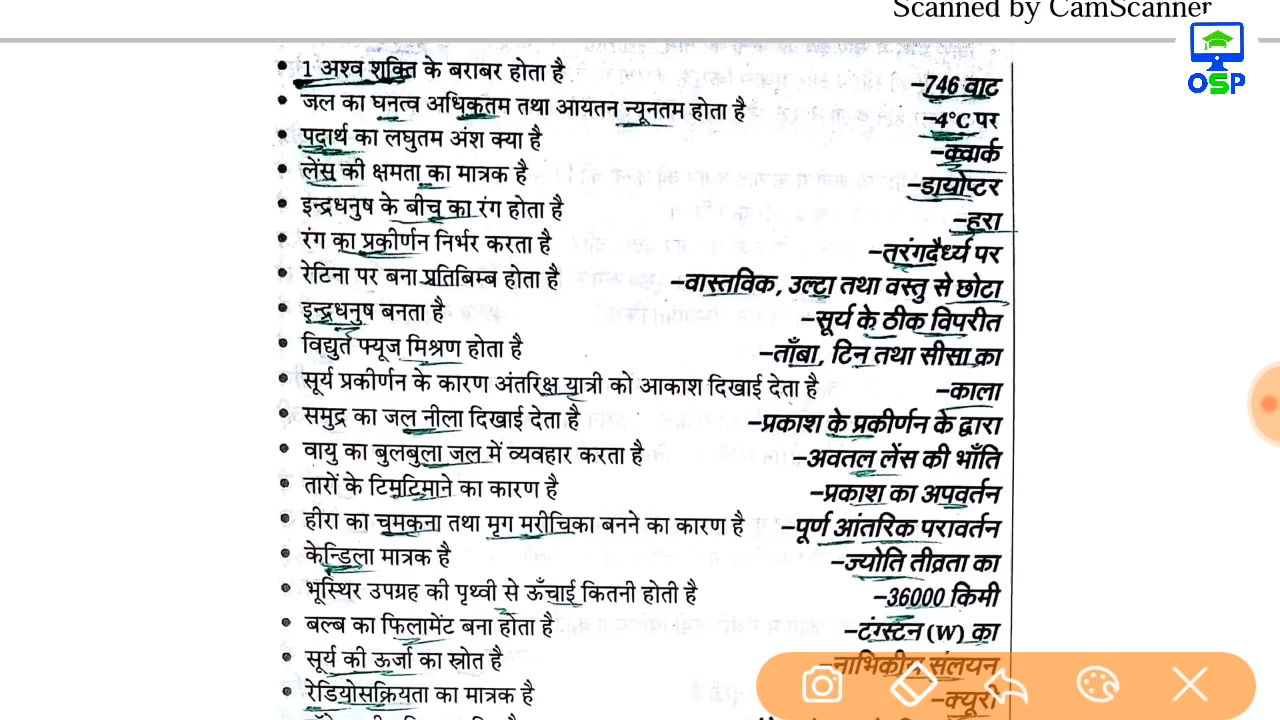 Scanned by CamScanner
OSP
• 1 अश्व शक्ति के बराबर होता है –746 वाट
• जल का घनत्व अधिकतम तथा आयतन न्यूनतम होता है –4°C पर
• पदार्थ का लघुतम अंश क्या है –क्वार्क
• लेंस की क्षमता का मात्रक है –डायोप्टर
• इन्द्रधनुष के बीच का रंग होता है –हरा
• रंग का प्रकीर्णन निर्भर करता है –तरंगदैर्ध्य पर
• रेटिना पर बना प्रतिबिम्ब होता है –वास्तविक, उल्टा तथा वस्तु से छोटा
• इन्द्रधनुष बनता है –सूर्य के ठीक विपरीत
• विद्युत फ्यूज मिश्रण होता है –ताँबा, टिन तथा सीसा का
• सूर्य प्रकीर्णन के कारण अंतरिक्ष यात्री को आकाश दिखाई देता है –काला
• समुद्र का जल नीला दिखाई देता है –प्रकाश के प्रकीर्णन के द्वारा
• वायु का बुलबुला जल में व्यवहार करता है –अवतल लेंस की भाँति
• तारों के टिमटिमाने का कारण है –प्रकाश का अपवर्तन
• हीरा का चमकना तथा मृग मरीचिका बनने का कारण है –पूर्ण आंतरिक परावर्तन
• केन्डिला मात्रक है –ज्योति तीव्रता का
• भूस्थिर उपग्रह की पृथ्वी से ऊँचाई कितनी होती है –36000 किमी
• बल्ब का फिलामेंट बना होता है –टंग्स्टन (W) का
• सूर्य की ऊर्जा का स्रोत है –नाभिकीय संलयन
• रेडियोसक्रियता का मात्रक है –क्यूरी